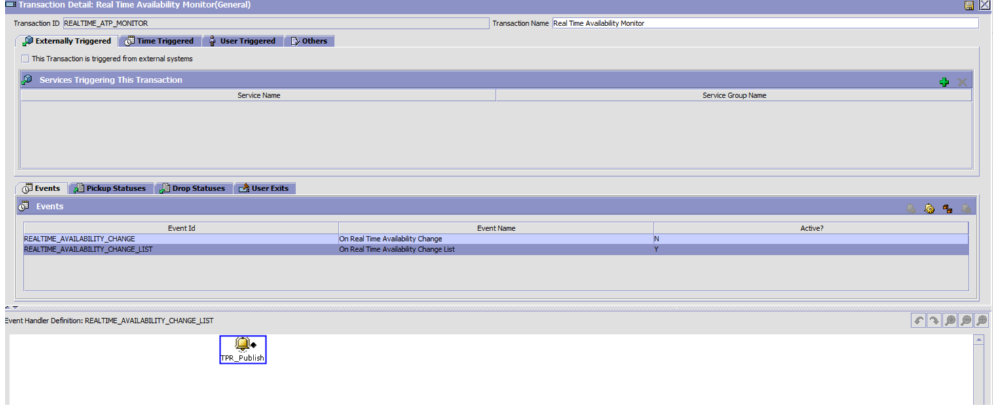 Transaction Detail: Real Time Availability Monitor(General)
Transaction ID REALTIME_ATP_MONITOR Transaction Name Real Time Availability Monitor
Externally Triggered Time Triggered User Triggered Others
This Transaction is triggered from external systems
Services Triggering This Transaction
Service Name Service Group Name
Events Pickup Statuses Drop Statuses User Exits
Events
Event Id Event Name Active?
REALTIME_AVAILABILITY_CHANGE On Real Time Availability Change N
REALTIME_AVAILABILITY_CHANGE_LIST On Real Time Availability Change List Y
Event Handler Definition: REALTIME_AVAILABILITY_CHANGE_LIST
TPR_Publish